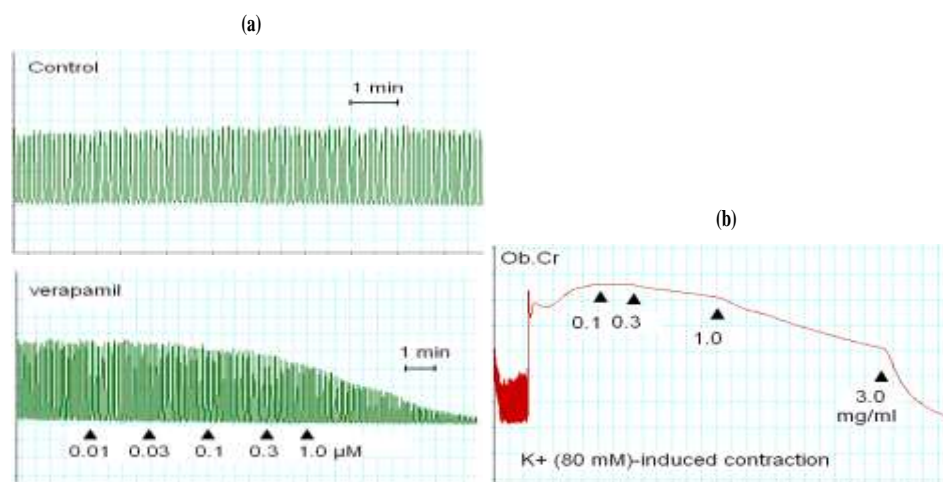 (a)
Control
1 min
verapamil
1 min
0.01 0.03 0.1 0.3 1.0 µM
(b)
Ob.Cr
0.1 0.3
1.0
3.0
mg/ml
K+ (80 mM)-induced contraction